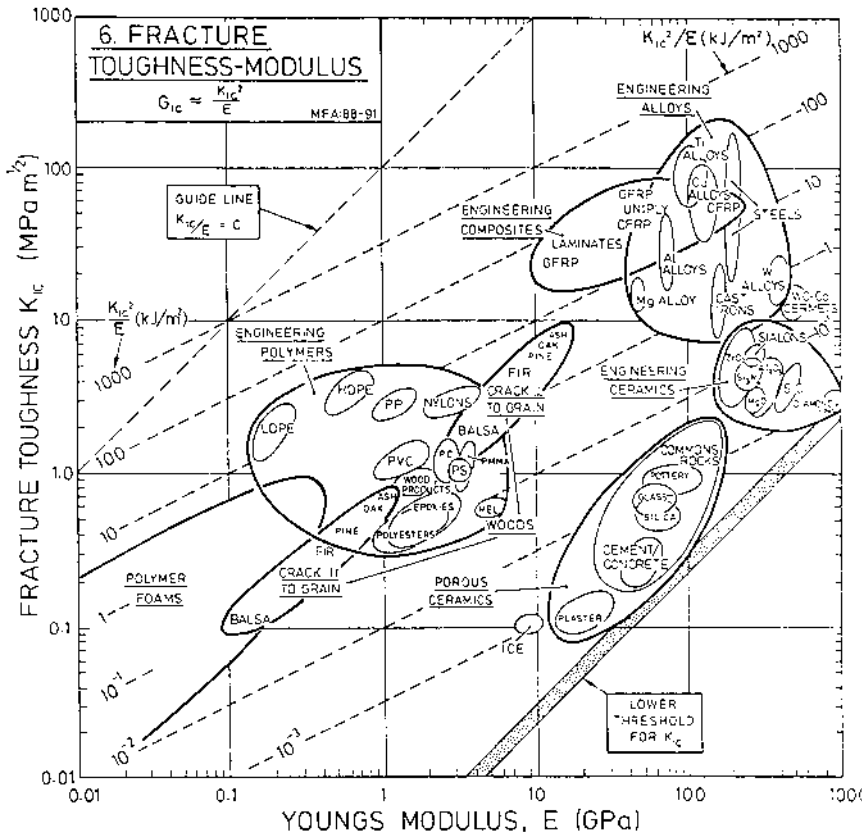 1000
6. FRACTURE
TOUGHNESS-MODULUS
G_IC ≈ K_IC²/E
MFA:88-91
K_IC²/E (kJ/m²)
1000
ENGINEERING
ALLOYS
100
Ti
ALLOYS
CU
ALLOYS
GFRP
UNIPLY
CFRP
CFRP
STEELS
10
GUIDE LINE
K_IC/E = C
ENGINEERING
COMPOSITES
LAMINATES
GFRP
Al
ALLOYS
W
ALLOYS
1
Mg ALLOY
CAST
IRONS
WC-Co
CERMETS
100
FRACTURE TOUGHNESS K_IC (MPa m^1/2)
K_IC²/E (kJ/m²)
10
1000
ENGINEERING
POLYMERS
ASH
OAK
PINE
FIR
CRACK ⊥
TO GRAIN
SIALONS
ENGINEERING
CERAMICS
MgO
DIAMOND
LDPE
HDPE
PP
NYLONS
BALSA
100
PVC
PC
PS
PMMA
WOOD
PRODUCTS
EPOXIES
POLYESTERS
MEL
WOODS
COMMONS
ROCKS
POTTERY
GLASS
SILICA
CEMENT/
CONCRETE
1.0
10
ASH
OAK
PINE
FIR
CRACK II
TO GRAIN
POLYMER
FOAMS
1
BALSA
POROUS
CERAMICS
PLASTER
ICE
0.1
10⁻¹
10⁻²
10⁻³
LOWER
THRESHOLD
FOR K_IC
0.01
0.01
0.1
1
10
100
1000
YOUNGS MODULUS, E (GPa)